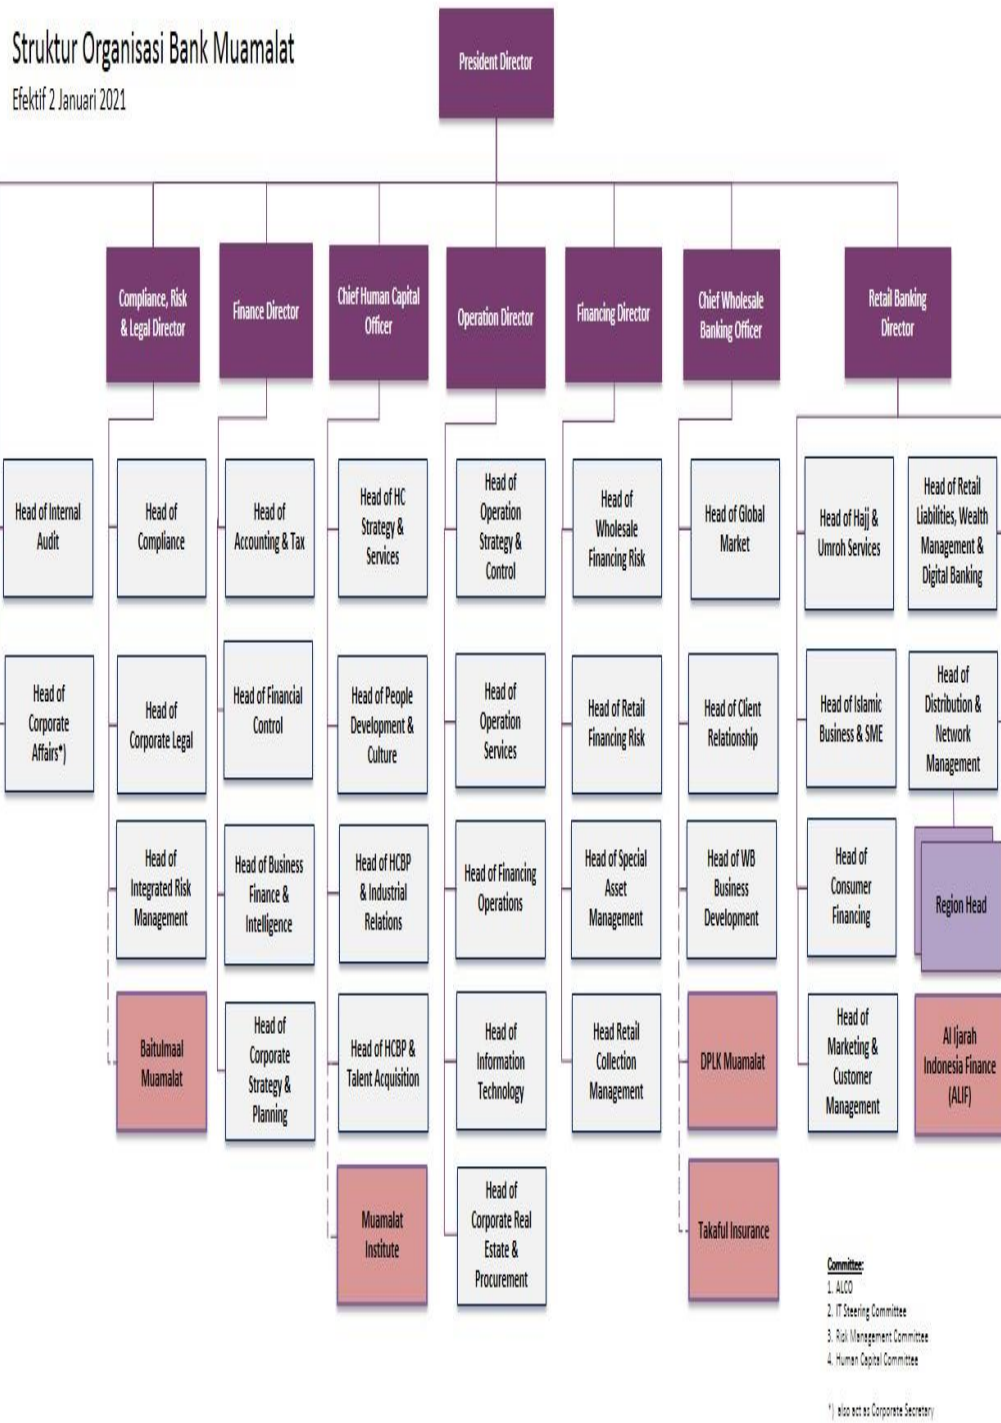 Struktur Organisasi Bank Muamalat
Efektif 2 Januari 2021
President Director
Compliance, Risk
& Legal Director
Finance Director
Chief Human Capital
Officer
Operation Director
Financing Director
Chief Wholesale
Banking Officer
Retail Banking
Director
Head of Internal
Audit
Head of
Compliance
Head of
Accounting & Tax
Head of HC
Strategy &
Services
Head of
Operation
Strategy &
Control
Head of
Wholesale
Financing Risk
Head of Global
Market
Head of Hajj &
Umroh Services
Head of Retail
Liabilities, Wealth
Management &
Digital Banking
Head of
Corporate
Affairs*)
Head of
Corporate Legal
Head of Financial
Control
Head of People
Development &
Culture
Head of
Operation
Services
Head of Retail
Financing Risk
Head of Client
Relationship
Head of Islamic
Business & SME
Head of
Distribution &
Network
Management
Head of
Integrated Risk
Management
Head of Business
Finance &
Intelligence
Head of HCBP
& Industrial
Relations
Head of Financing
Operations
Head of Special
Asset
Management
Head of WB
Business
Development
Head of
Consumer
Financing
Region Head
Baitulmaal
Muamalat
Head of
Corporate
Strategy &
Planning
Head of HCBP &
Talent Acquisition
Head of
Information
Technology
Head Retail
Collection
Management
DPLK Muamalat
Head of
Marketing &
Customer
Management
Al Ijarah
Indonesia Finance
(ALIF)
Muamalat
Institute
Head of
Corporate Real
Estate &
Procurement
Takaful Insurance
Committee:
1. ALCO
2. IT Steering Committee
3. Risk Management Committee
4. Human Capital Committee
*) also act as Corporate Secretary